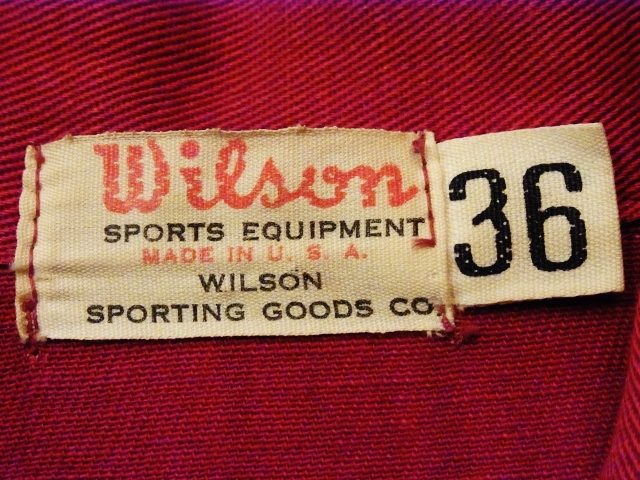 Wilson
SPORTS EQUIPMENT
MADE IN U. S. A.
WILSON
SPORTING GOODS CO.
36